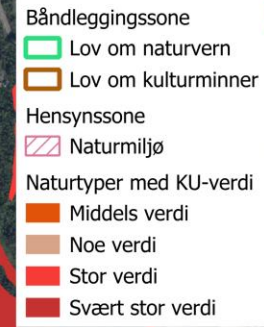 Båndleggingssone
Lov om naturvern
Lov om kulturminner
Hensynssone
Naturmiljø
Naturtyper med KU-verdi
Middels verdi
Noe verdi
Stor verdi
Svært stor verdi